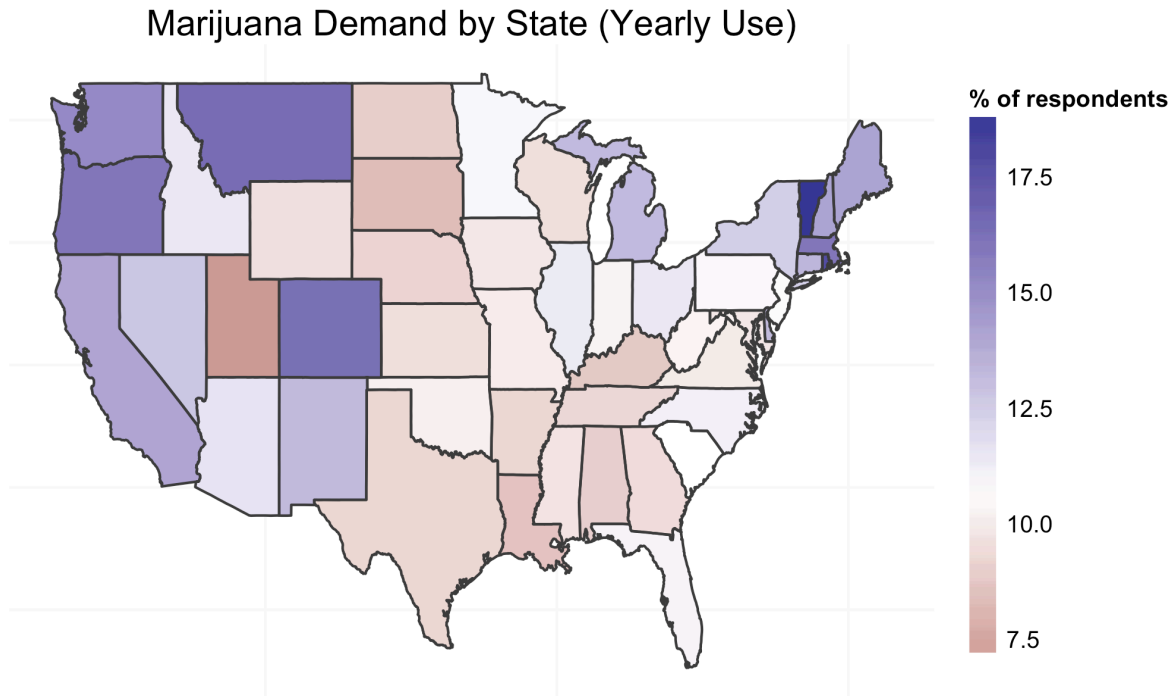 Marijuana Demand by State (Yearly Use)
% of respondents
17.5
15.0
12.5
10.0
7.5